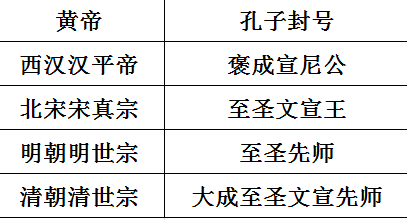 黄帝 孔子封号
西汉汉平帝 褒成宣尼公
北宋宋真宗 至圣文宣王
明朝明世宗 至圣先师
清朝清世宗 大成至圣文宣先师